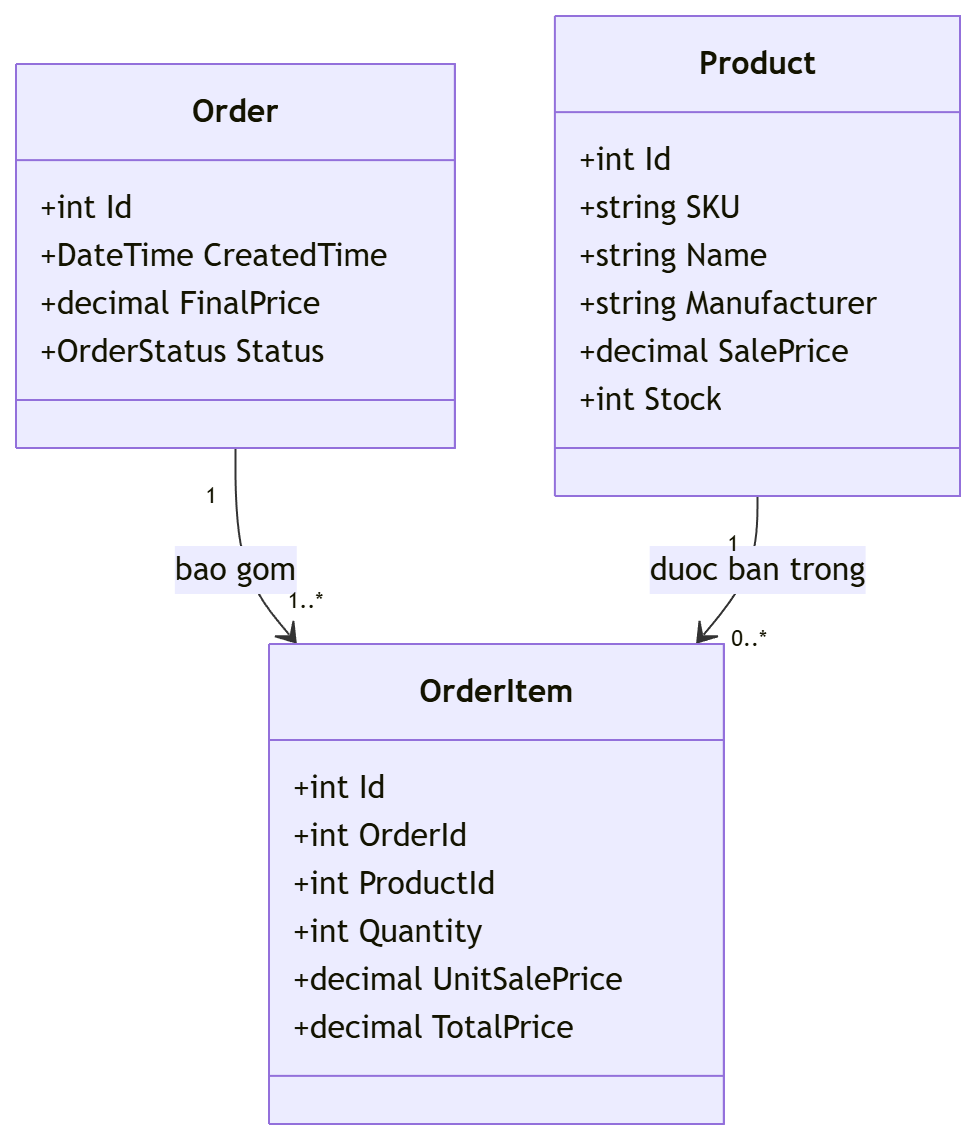 Order
+int Id
+DateTime CreatedTime
+decimal FinalPrice
+OrderStatus Status
Product
+int Id
+string SKU
+string Name
+string Manufacturer
+decimal SalePrice
+int Stock
1
bao gom
1..*
1
duoc ban trong
0..*
OrderItem
+int Id
+int OrderId
+int ProductId
+int Quantity
+decimal UnitSalePrice
+decimal TotalPrice